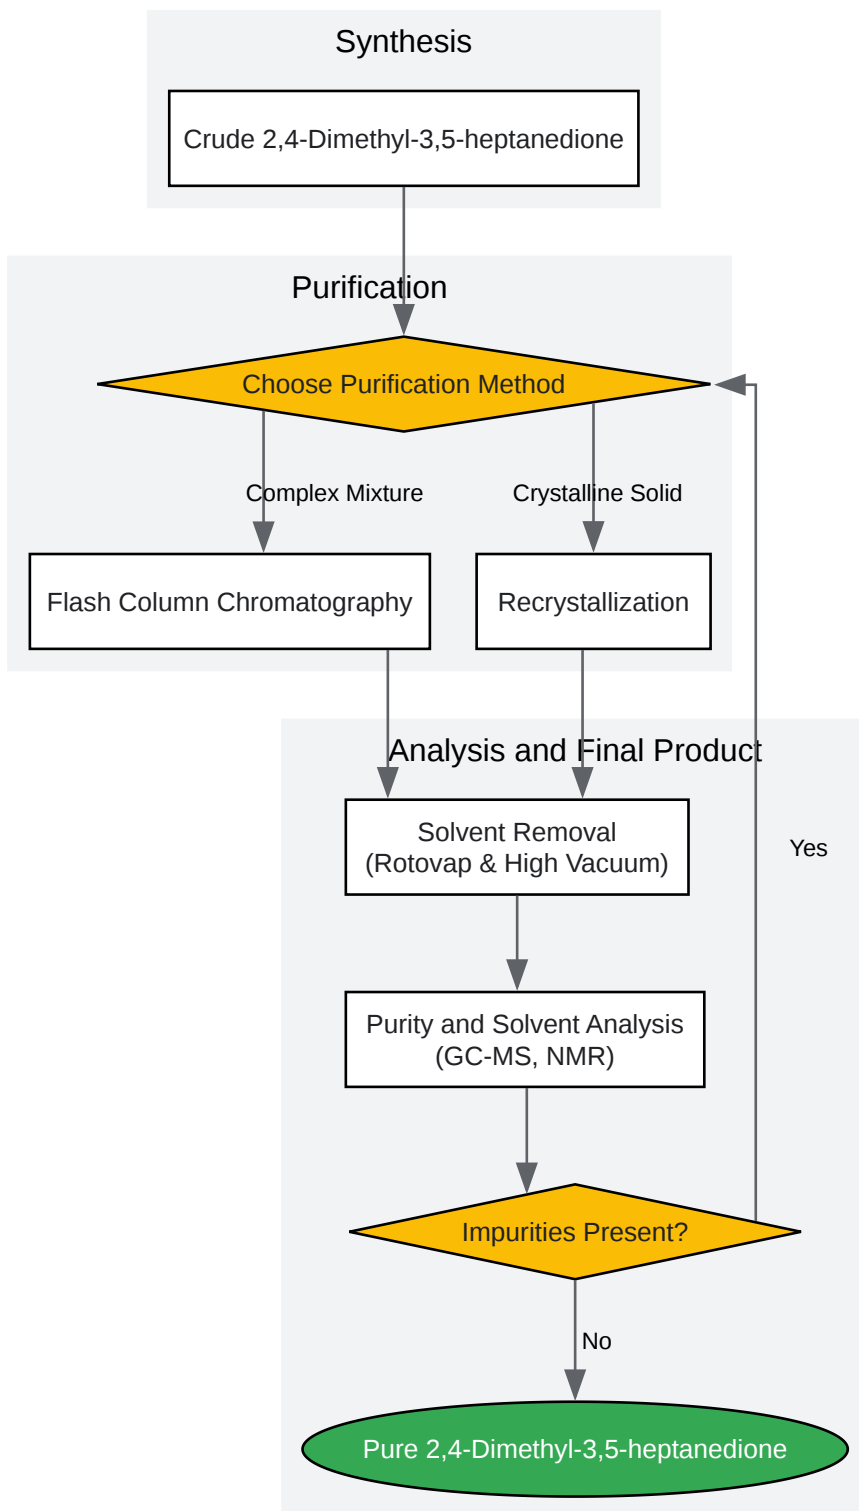 Synthesis
Crude 2,4-Dimethyl-3,5-heptanedione
Purification
Choose Purification Method
Complex Mixture
Crystalline Solid
Flash Column Chromatography
Recrystallization
Analysis and Final Product
Solvent Removal
(Rotovap & High Vacuum)
Yes
Purity and Solvent Analysis
(GC-MS, NMR)
Impurities Present?
No
Pure 2,4-Dimethyl-3,5-heptanedione